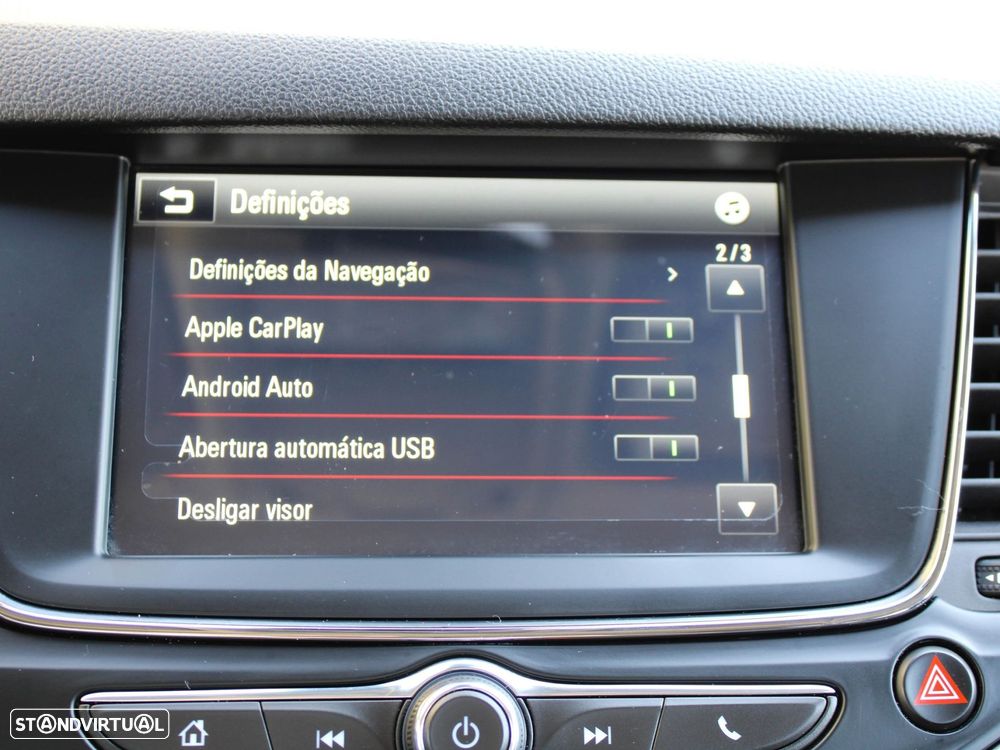 Definições
2/3
Definições da Navegação
Apple CarPlay
Android Auto
Abertura automática USB
Desligar visor
STANDVIRTUAL